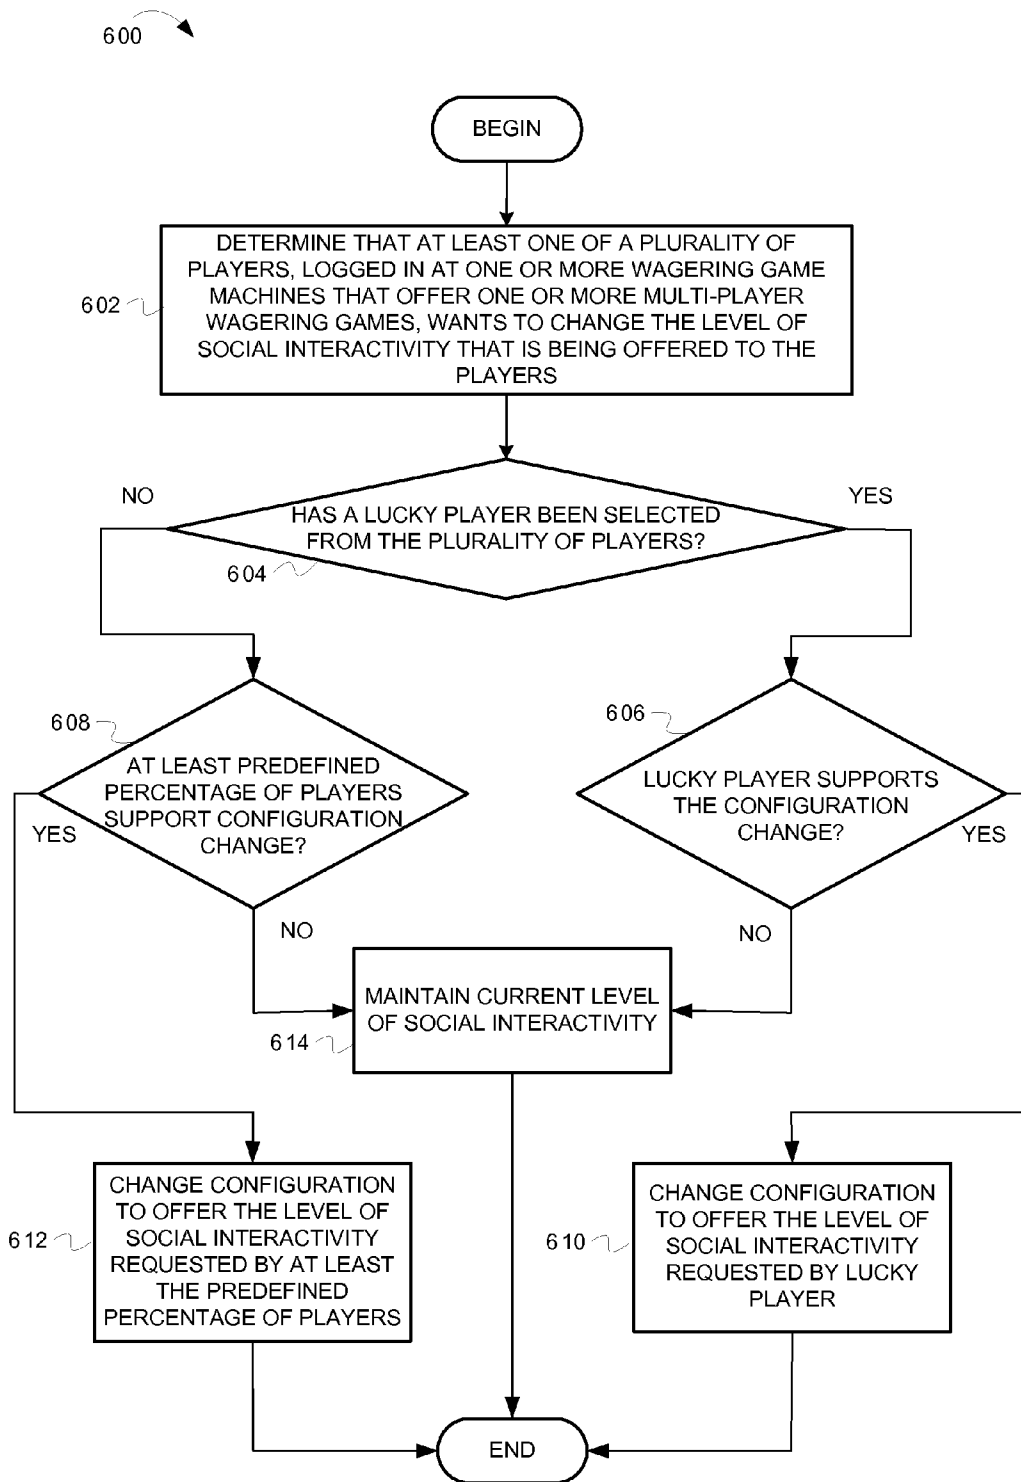 600
BEGIN
DETERMINE THAT AT LEAST ONE OF A PLURALITY OF
PLAYERS, LOGGED IN AT ONE OR MORE WAGERING GAME
MACHINES THAT OFFER ONE OR MORE MULTI-PLAYER
WAGERING GAMES, WANTS TO CHANGE THE LEVEL OF
SOCIAL INTERACTIVITY THAT IS BEING OFFERED TO THE
PLAYERS
602
NO
YES
HAS A LUCKY PLAYER BEEN SELECTED
FROM THE PLURALITY OF PLAYERS?
604
608
AT LEAST PREDEFINED
PERCENTAGE OF PLAYERS
SUPPORT CONFIGURATION
CHANGE?
YES
NO
606
LUCKY PLAYER SUPPORTS
THE CONFIGURATION
CHANGE?
YES
NO
MAINTAIN CURRENT LEVEL
OF SOCIAL INTERACTIVITY
614
CHANGE CONFIGURATION
TO OFFER THE LEVEL OF
SOCIAL INTERACTIVITY
REQUESTED BY AT LEAST
THE PREDEFINED
PERCENTAGE OF PLAYERS
612
CHANGE CONFIGURATION
TO OFFER THE LEVEL OF
SOCIAL INTERACTIVITY
REQUESTED BY LUCKY
PLAYER
610
END